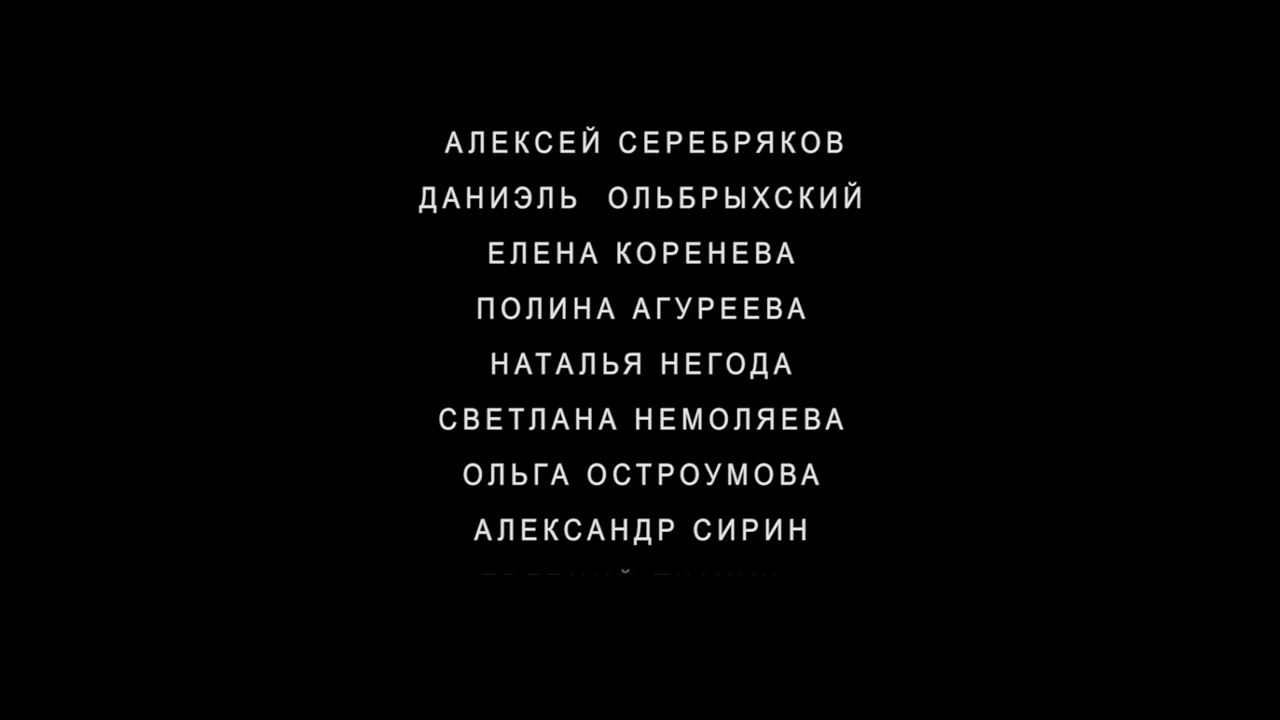 АЛЕКСЕЙ СЕРЕБРЯКОВ
ДАНИЭЛЬ ОЛЬБРЫХСКИЙ
ЕЛЕНА КОРЕНЕВА
ПОЛИНА АГУРЕЕВА
НАТАЛЬЯ НЕГОДА
СВЕТЛАНА НЕМОЛЯЕВА
ОЛЬГА ОСТРОУМОВА
АЛЕКСАНДР СИРИН